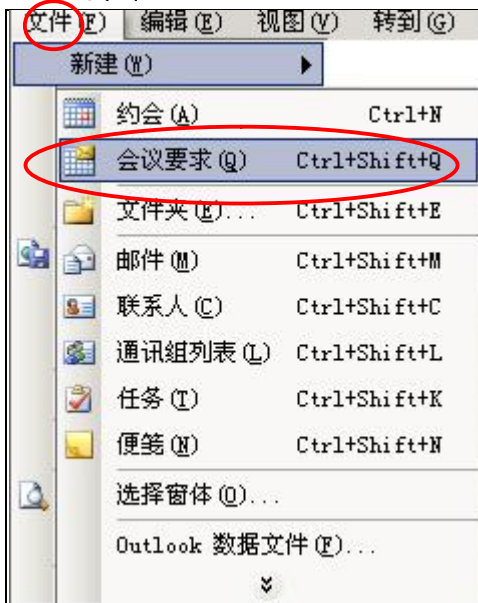 文件(F) 编辑(E) 视图(V) 转到(G)
新建(W)
约会(A) Ctrl+N
会议要求(Q) Ctrl+Shift+Q
文件夹(E)... Ctrl+Shift+E
邮件(M) Ctrl+Shift+M
联系人(C) Ctrl+Shift+C
通讯组列表(L) Ctrl+Shift+L
任务(T) Ctrl+Shift+K
便笺(N) Ctrl+Shift+N
选择窗体(O)...
Outlook 数据文件(F)...